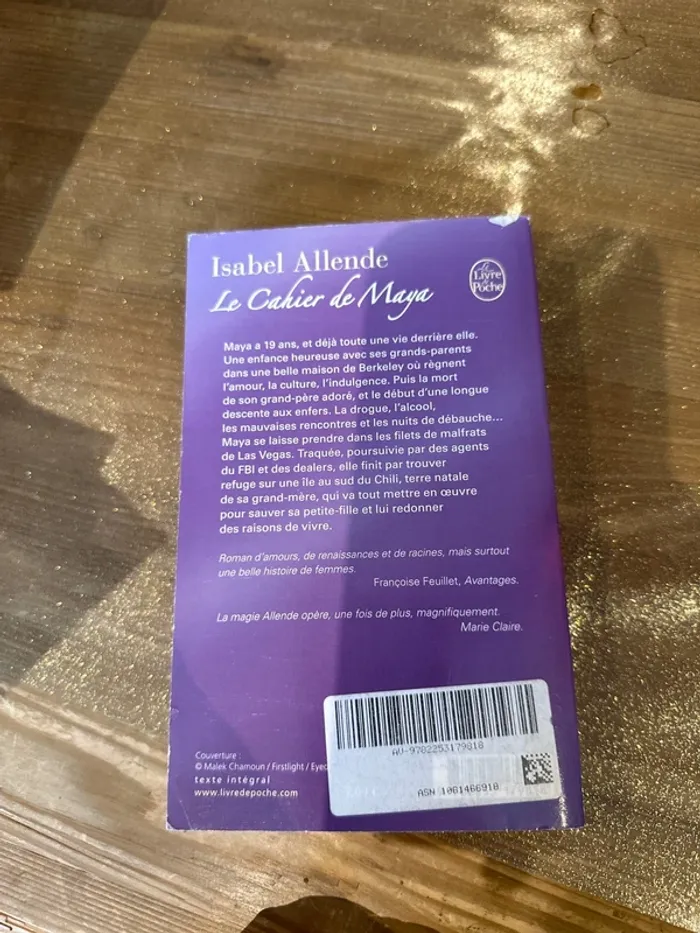 Isabel Allende
Le Cahier de Maya
Le
Livre
de
Poche
Maya a 19 ans, et déjà toute une vie derrière elle.
Une enfance heureuse avec ses grands-parents
dans une belle maison de Berkeley où règnent
l'amour, la culture, l'indulgence. Puis la mort
de son grand-père adoré, et le début d'une longue
descente aux enfers. La drogue, l'alcool,
les mauvaises rencontres et les nuits de débauche...
Maya se laisse prendre dans les filets de malfrats
de Las Vegas. Traquée, poursuivie par des agents
du FBI et des dealers, elle finit par trouver
refuge sur une île au sud du Chili, terre natale
de sa grand-mère, qui va tout mettre en œuvre
pour sauver sa petite-fille et lui redonner
des raisons de vivre.
Roman d'amours, de renaissances et de racines, mais surtout
une belle histoire de femmes.
Françoise Feuillet, Avantages.
La magie Allende opère, une fois de plus, magnifiquement.
Marie Claire.
AV-9782253179818
ASN 1081466918
Couverture :
© Malek Chamoun / Firstlight / Eyed
texte intégral
www.livredepoche.com